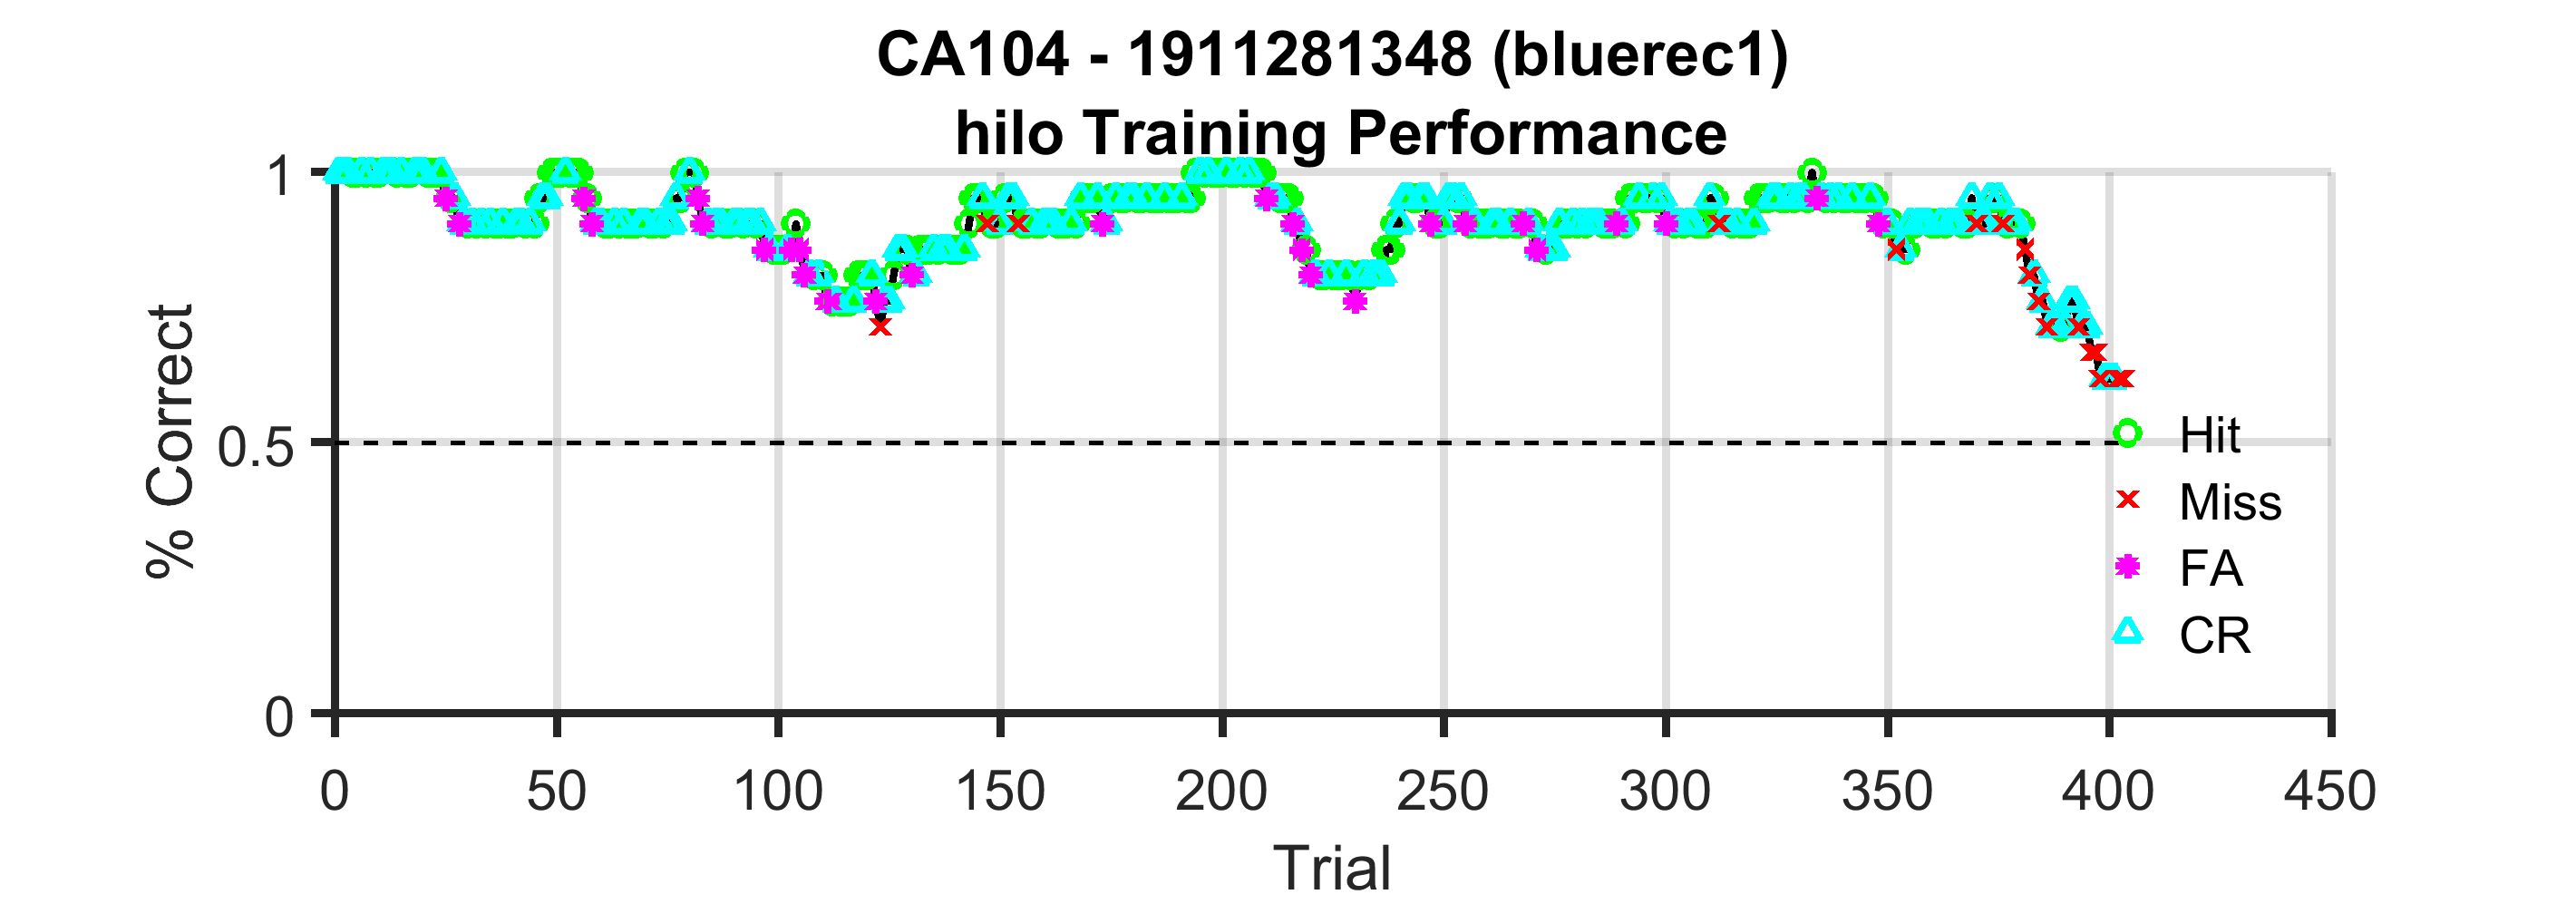 CA104 - 1911281348 (bluerec1)
hilo Training Performance
% Correct
1
0.5
0
0 50 100 150 200 250 300 350 400 450
Trial
Hit
Miss
FA
CR